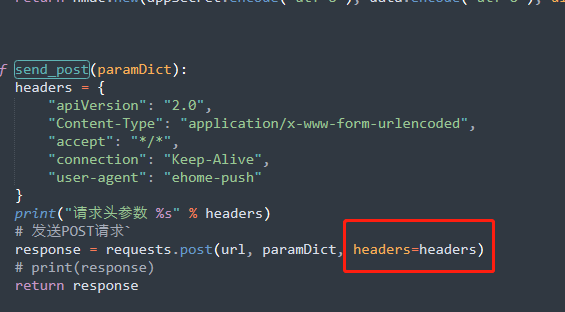 return hmac.new(appSecret.encode('utf-8'), data.encode('utf-8'), di
f send_post(paramDict):
headers = {
"apiVersion": "2.0",
"Content-Type": "application/x-www-form-urlencoded",
"accept": "*/*",
"connection": "Keep-Alive",
"user-agent": "ehome-push"
}
print("请求头参数 %s" % headers)
# 发送POST请求`
response = requests.post(url, paramDict, headers=headers)
# print(response)
return response